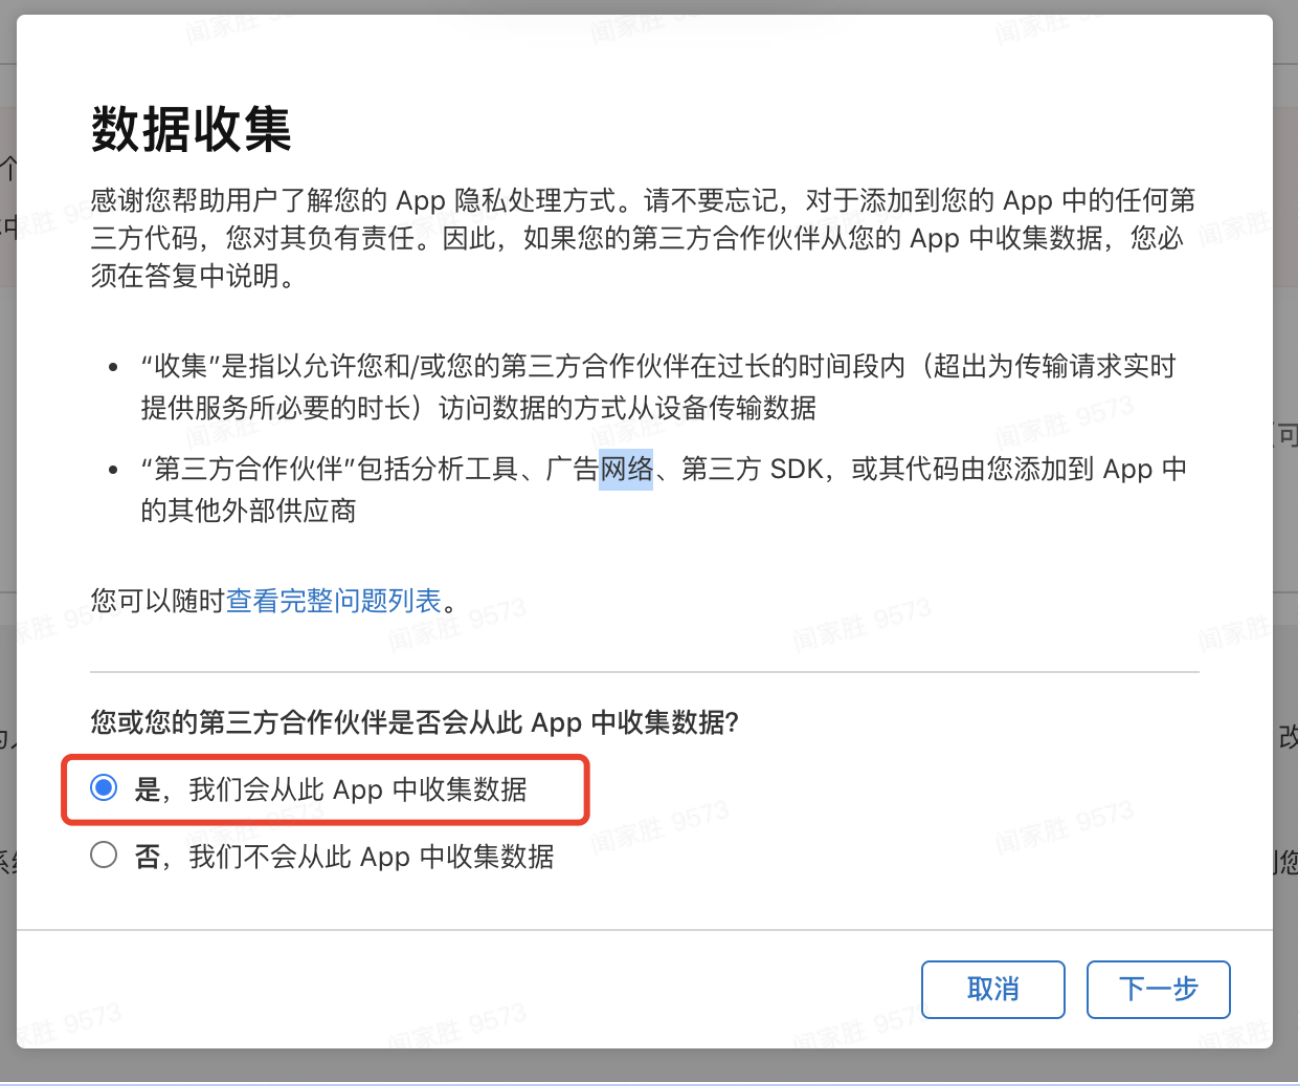 数据收集
感谢您帮助用户了解您的 App 隐私处理方式。请不要忘记，对于添加到您的 App 中的任何第
三方代码，您对其负有责任。因此，如果您的第三方合作伙伴从您的 App 中收集数据，您必
须在答复中说明。
• “收集”是指以允许您和/或您的第三方合作伙伴在过长的时间段内（超出为传输请求实时
提供服务所必要的时长）访问数据的方式从设备传输数据
• “第三方合作伙伴”包括分析工具、广告网络、第三方 SDK，或其代码由您添加到 App 中
的其他外部供应商
您可以随时查看完整问题列表。
闻家胜 9573
您或您的第三方合作伙伴是否会从此 App 中收集数据?
是，我们会从此 App 中收集数据
否，我们不会从此 App 中收集数据
取消
下一步